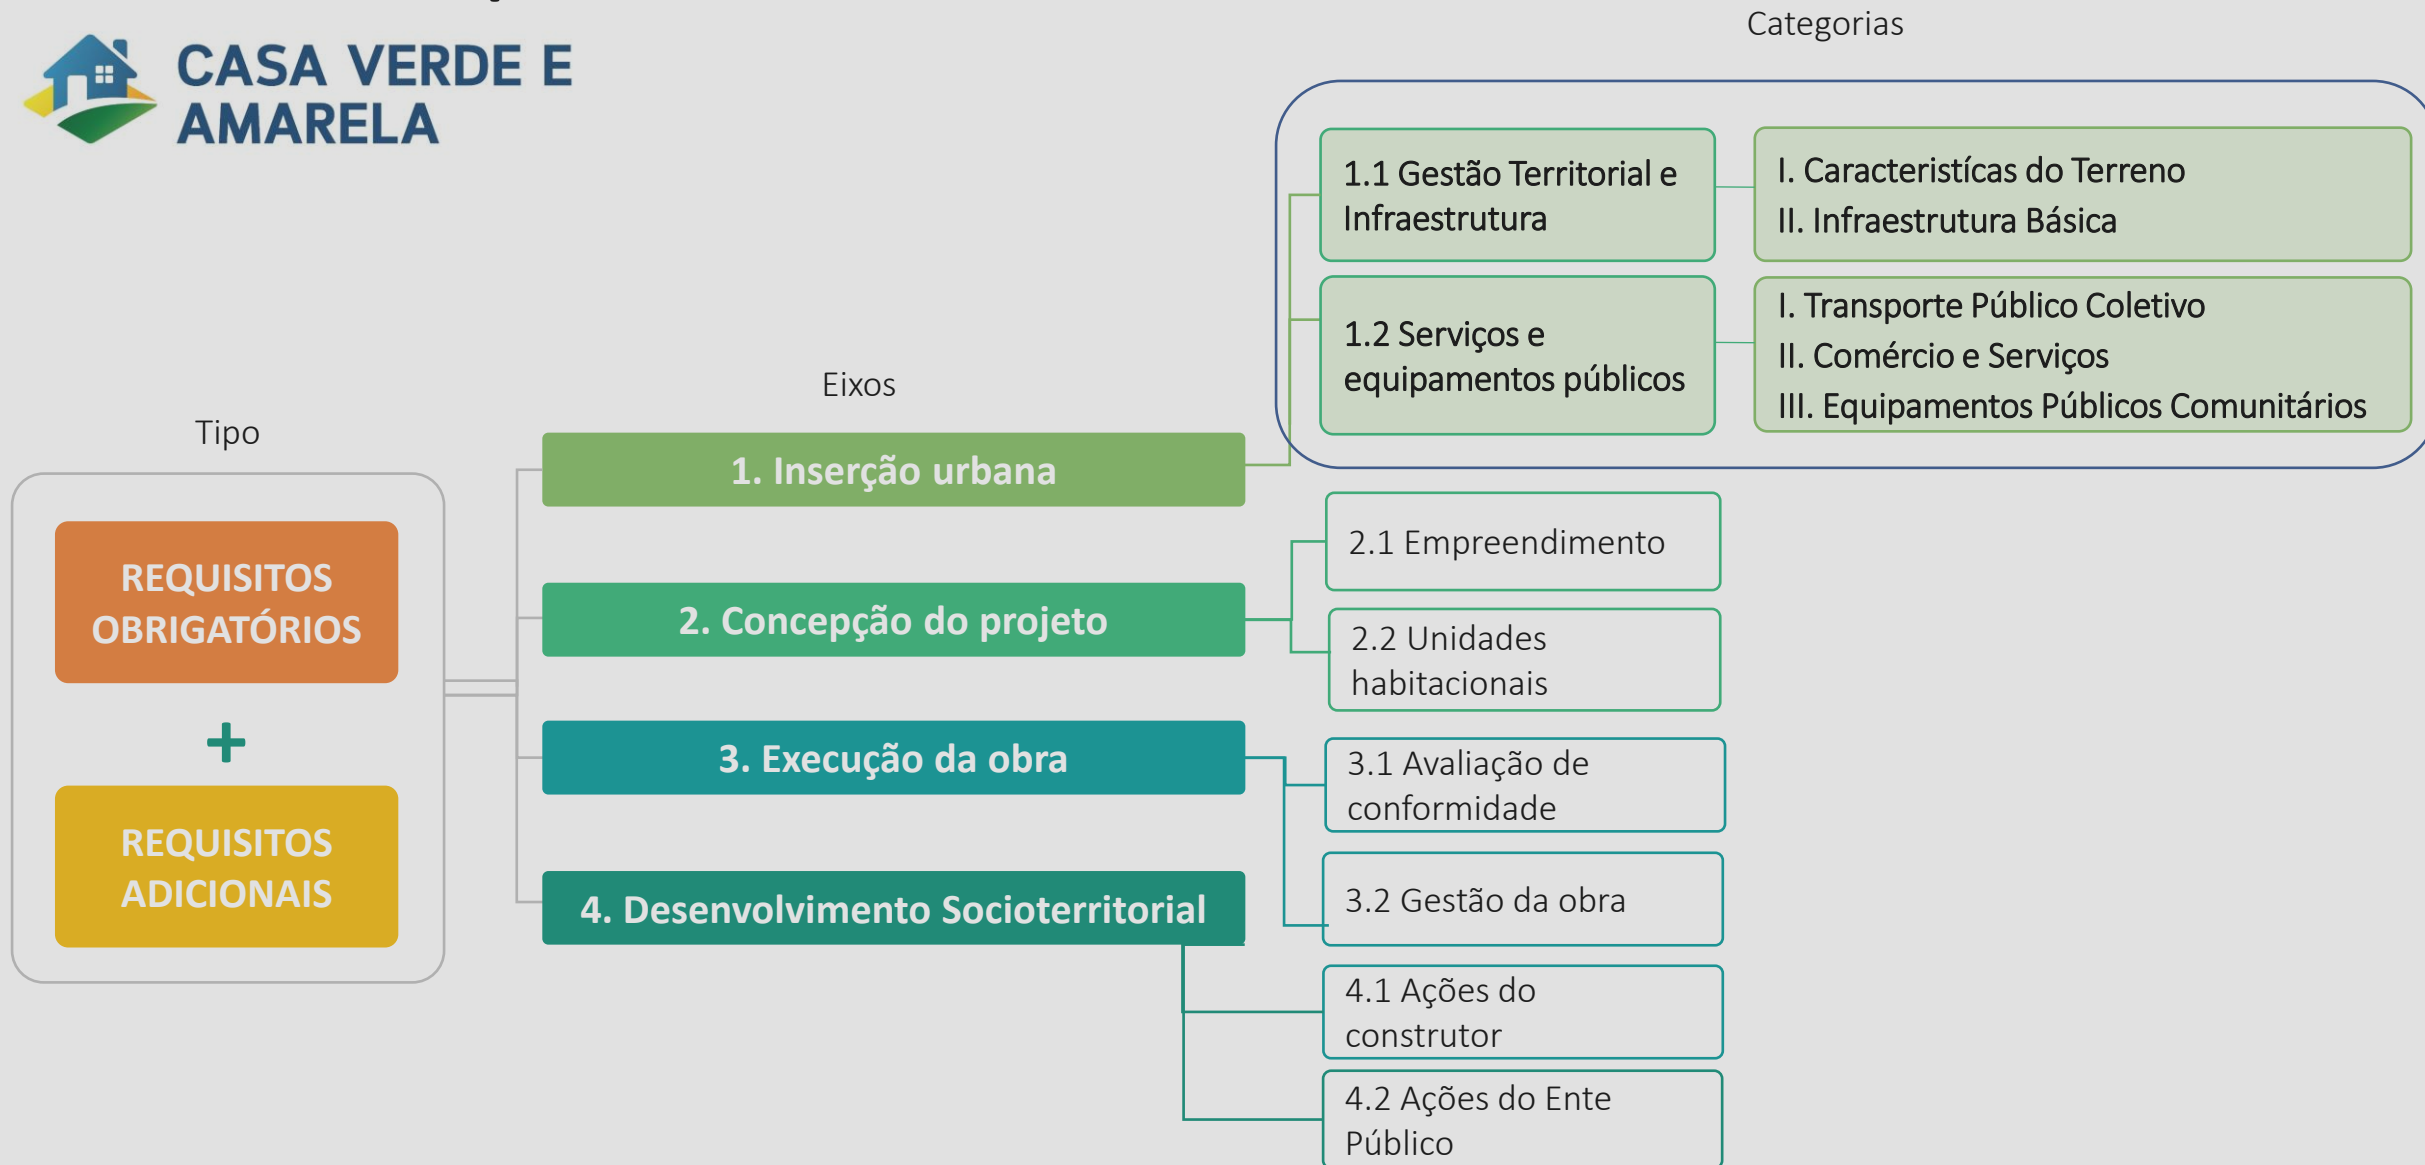 CASA VERDE E
AMARELA
Categorias
1.1 Gestão Territorial e
Infraestrutura
I. Caracteristícas do Terreno
II. Infraestrutura Básica
1.2 Serviços e
equipamentos públicos
I. Transporte Público Coletivo
II. Comércio e Serviços
III. Equipamentos Públicos Comunitários
Eixos
Tipo
REQUISITOS
OBRIGATÓRIOS
+
REQUISITOS
ADICIONAIS
1. Inserção urbana
2. Concepção do projeto
3. Execução da obra
4. Desenvolvimento Socioterritorial
2.1 Empreendimento
2.2 Unidades
habitacionais
3.1 Avaliação de
conformidade
3.2 Gestão da obra
4.1 Ações do
construtor
4.2 Ações do Ente
Público